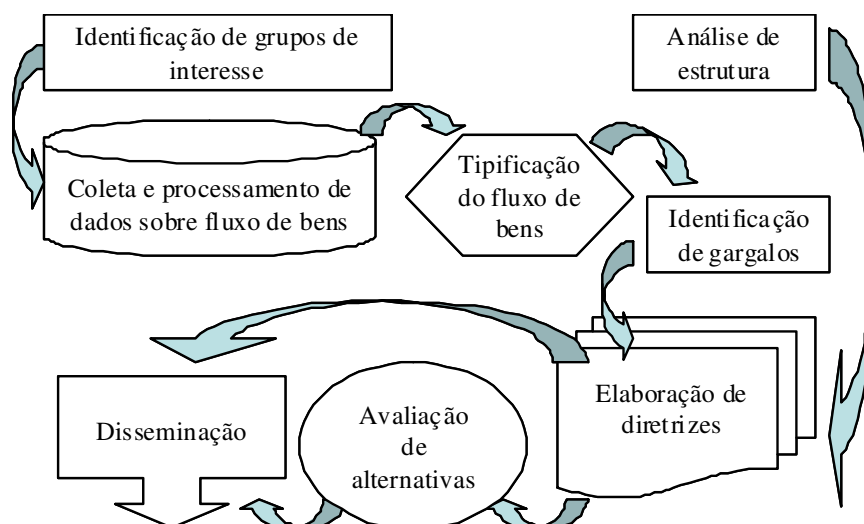 Identificação de grupos de
interesse
Análise de
estrutura
Coleta e processamento de
dados sobre fluxo de bens
Tipificação
do fluxo de
bens
Identificação
de gargalos
Elaboração de
diretrizes
Avaliação
de
alternativas
Disseminação